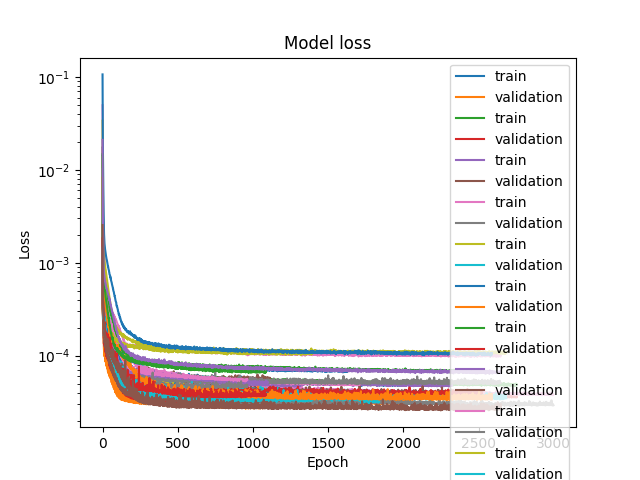 Model loss
Loss
10⁻¹
10⁻²
10⁻³
10⁻⁴
0 500 1000 1500 2000 2500 3000
Epoch
train
validation
train
validation
train
validation
train
validation
train
validation
train
validation
train
validation
train
validation
train
validation
train
validation